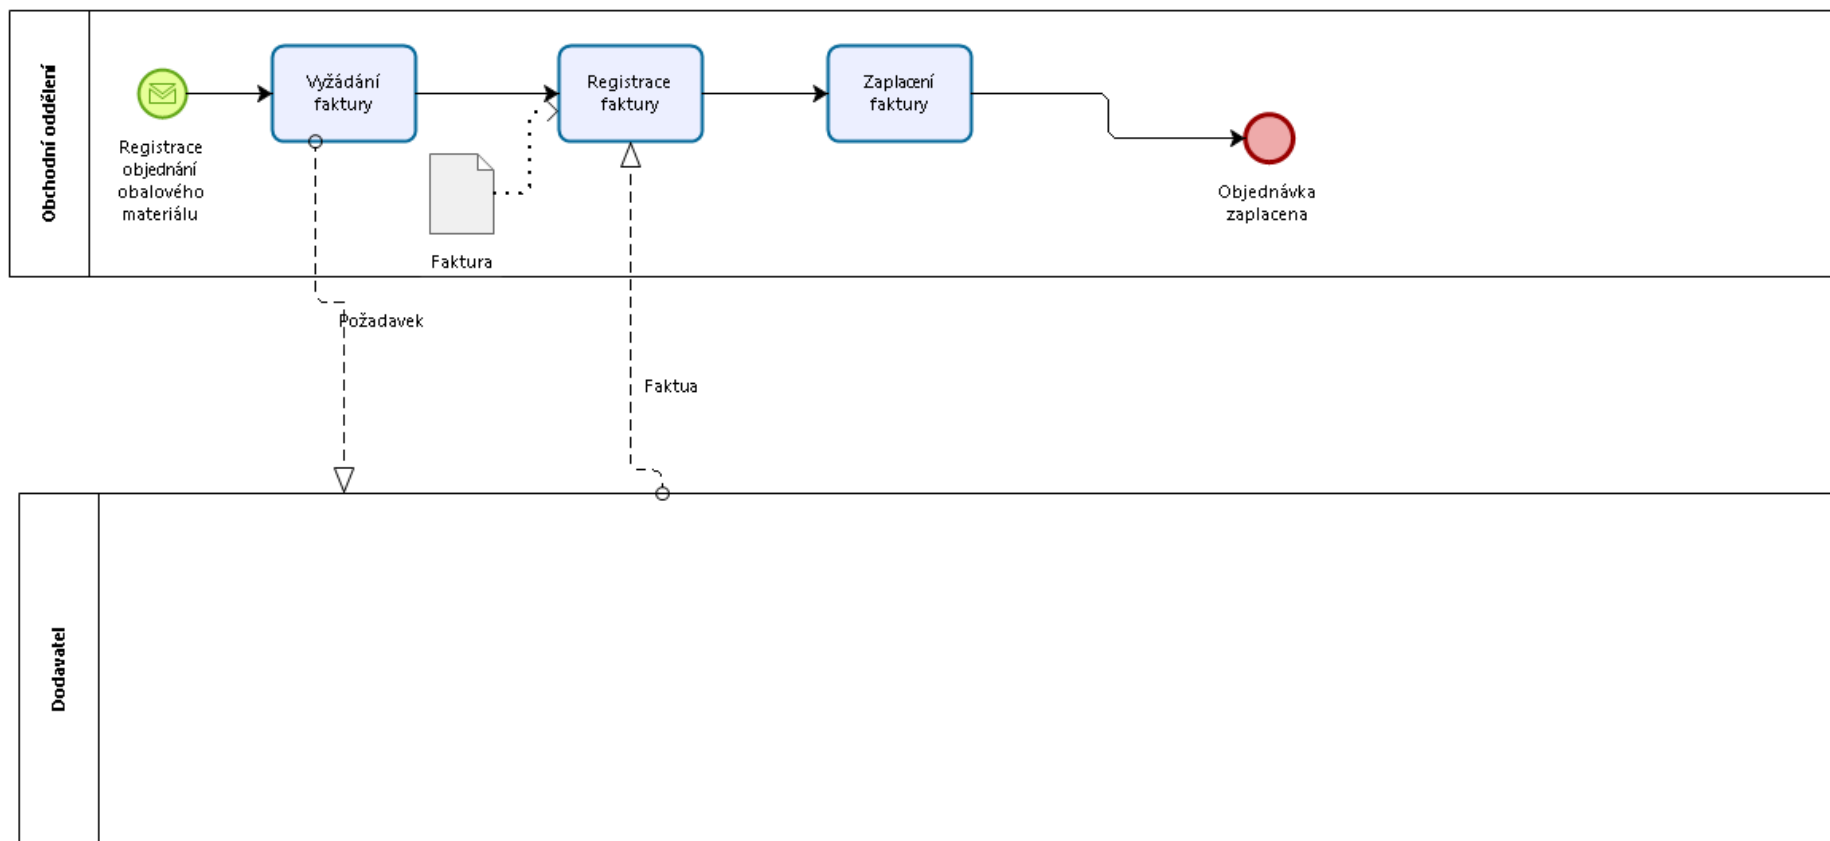 Obchodní oddělení
Vyžádání
faktury
Registrace
faktury
Zaplacení
faktury
Registrace
objednání
obalového
materiálu
Objednávka
zaplacena
Faktura
Požadavek
Faktua
Dodavatel